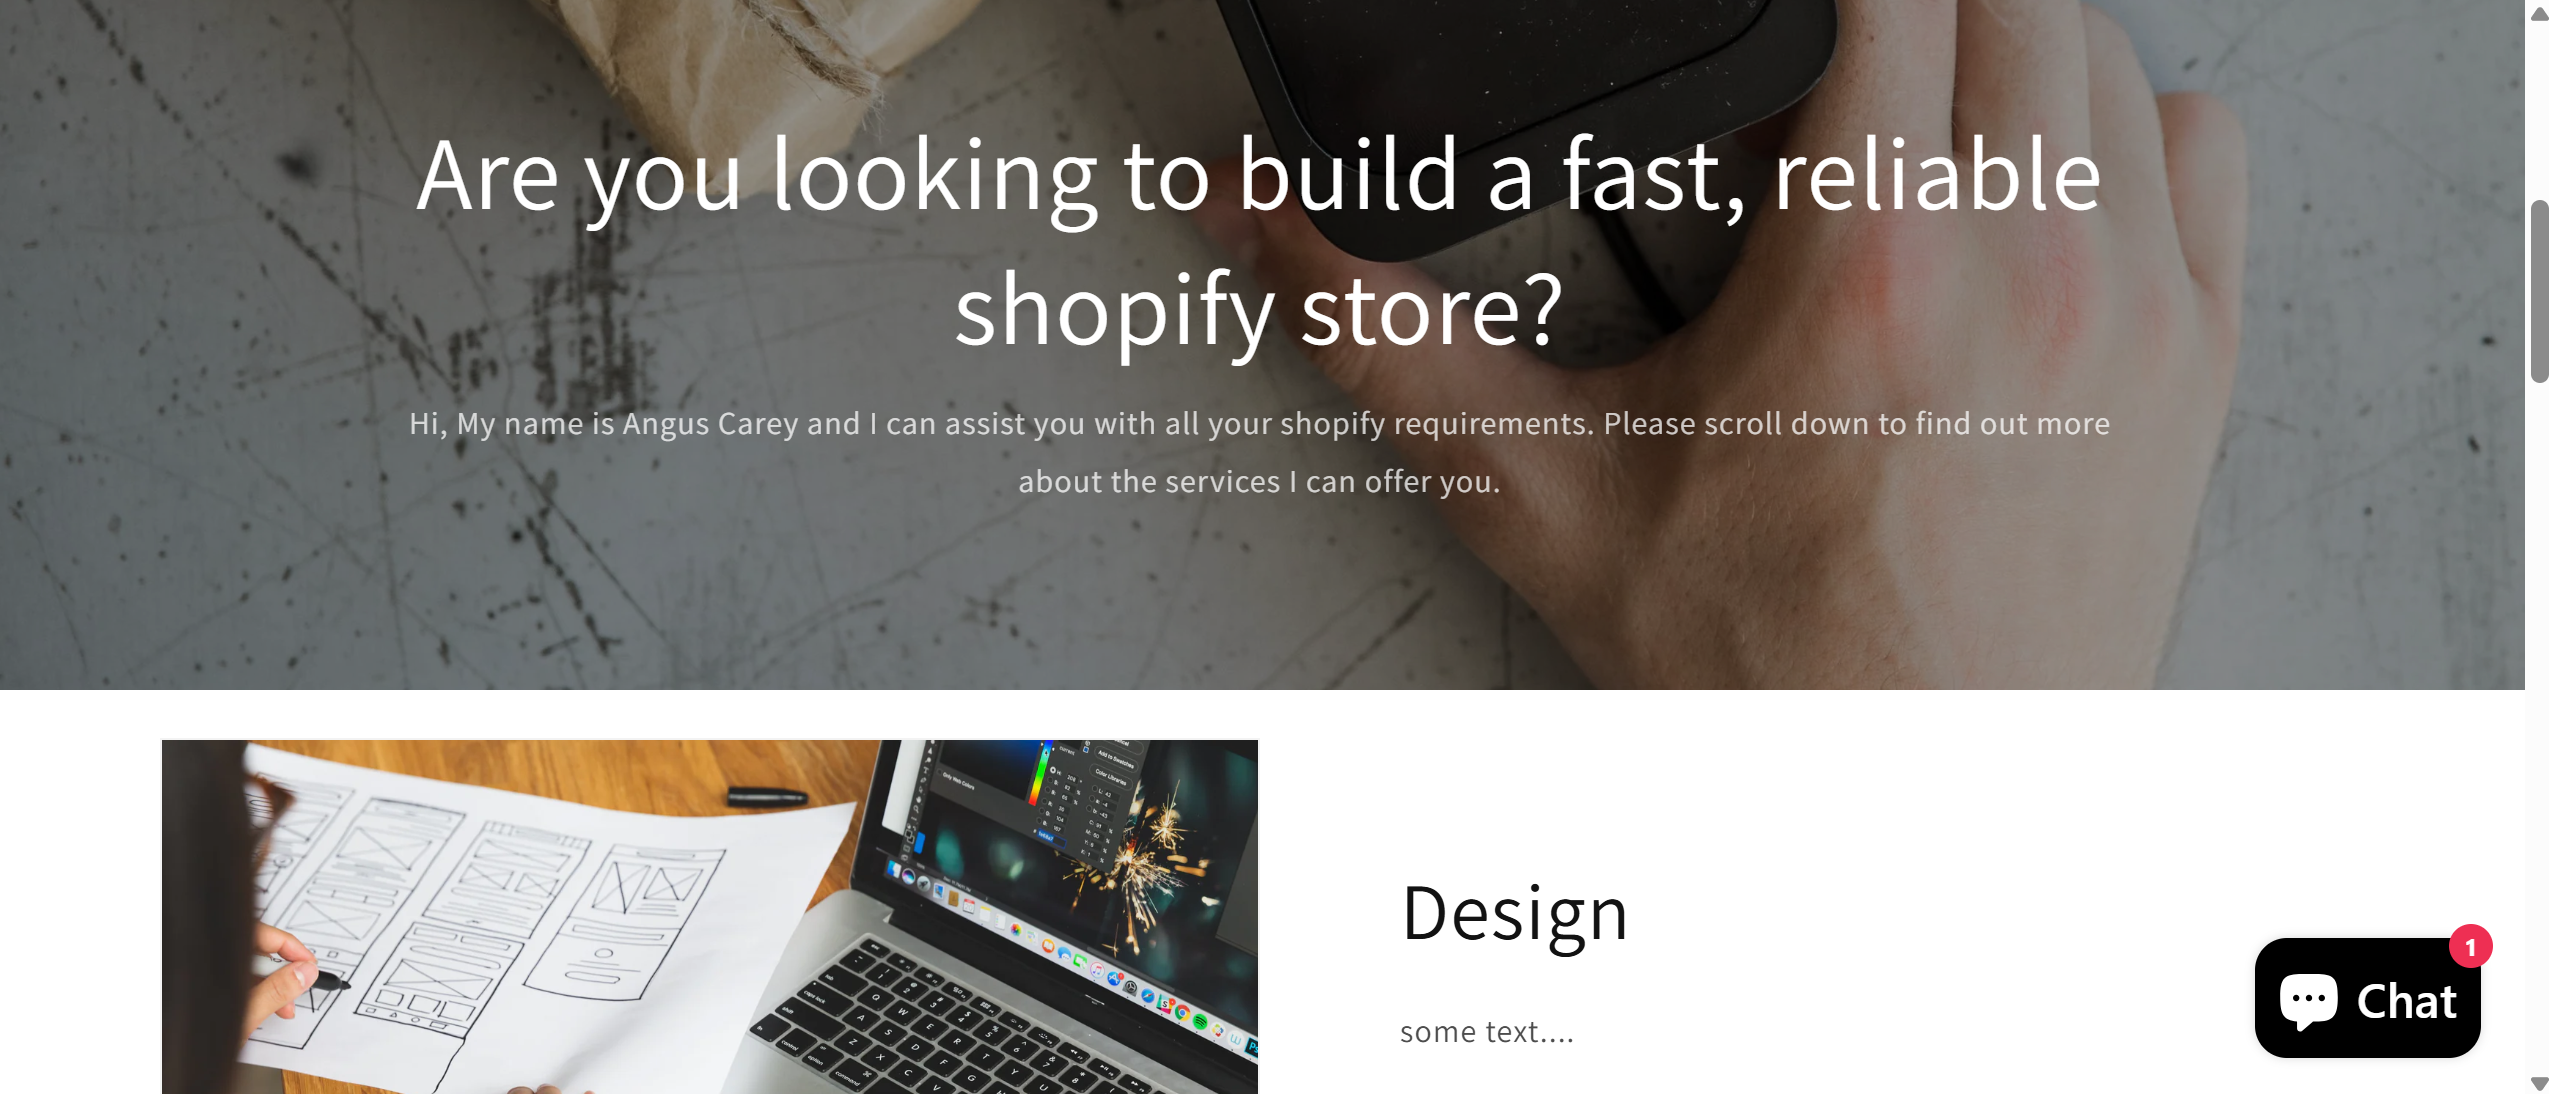 Are you looking to build a fast, reliable
shopify store?
Hi, My name is Angus Carey and I can assist you with all your shopify requirements. Please scroll down to find out more
about the services I can offer you.
Design
some text....
1
Chat